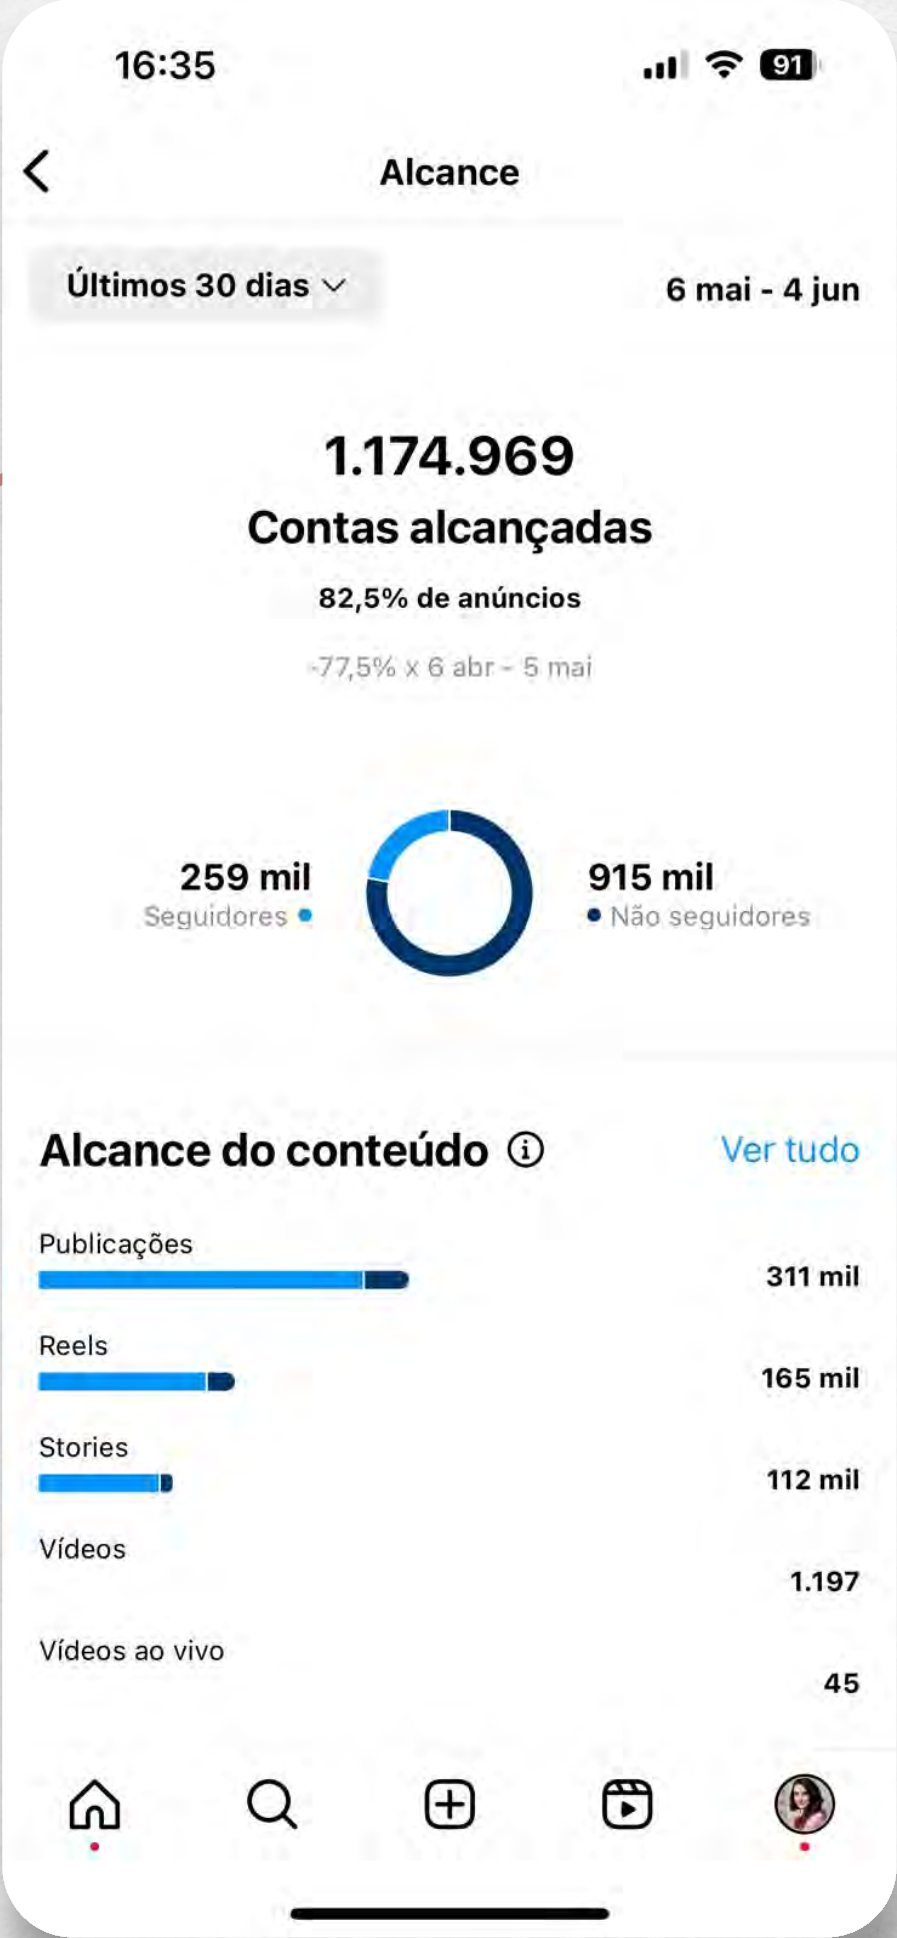 16:35
91
Alcance
Últimos 30 dias
6 mai - 4 jun
1.174.969
Contas alcançadas
82,5% de anúncios
-77,5% x 6 abr - 5 mai
259 mil
Seguidores
915 mil
Não seguidores
Alcance do conteúdo
Ver tudo
Publicações
311 mil
Reels
165 mil
Stories
112 mil
Vídeos
1.197
Vídeos ao vivo
45